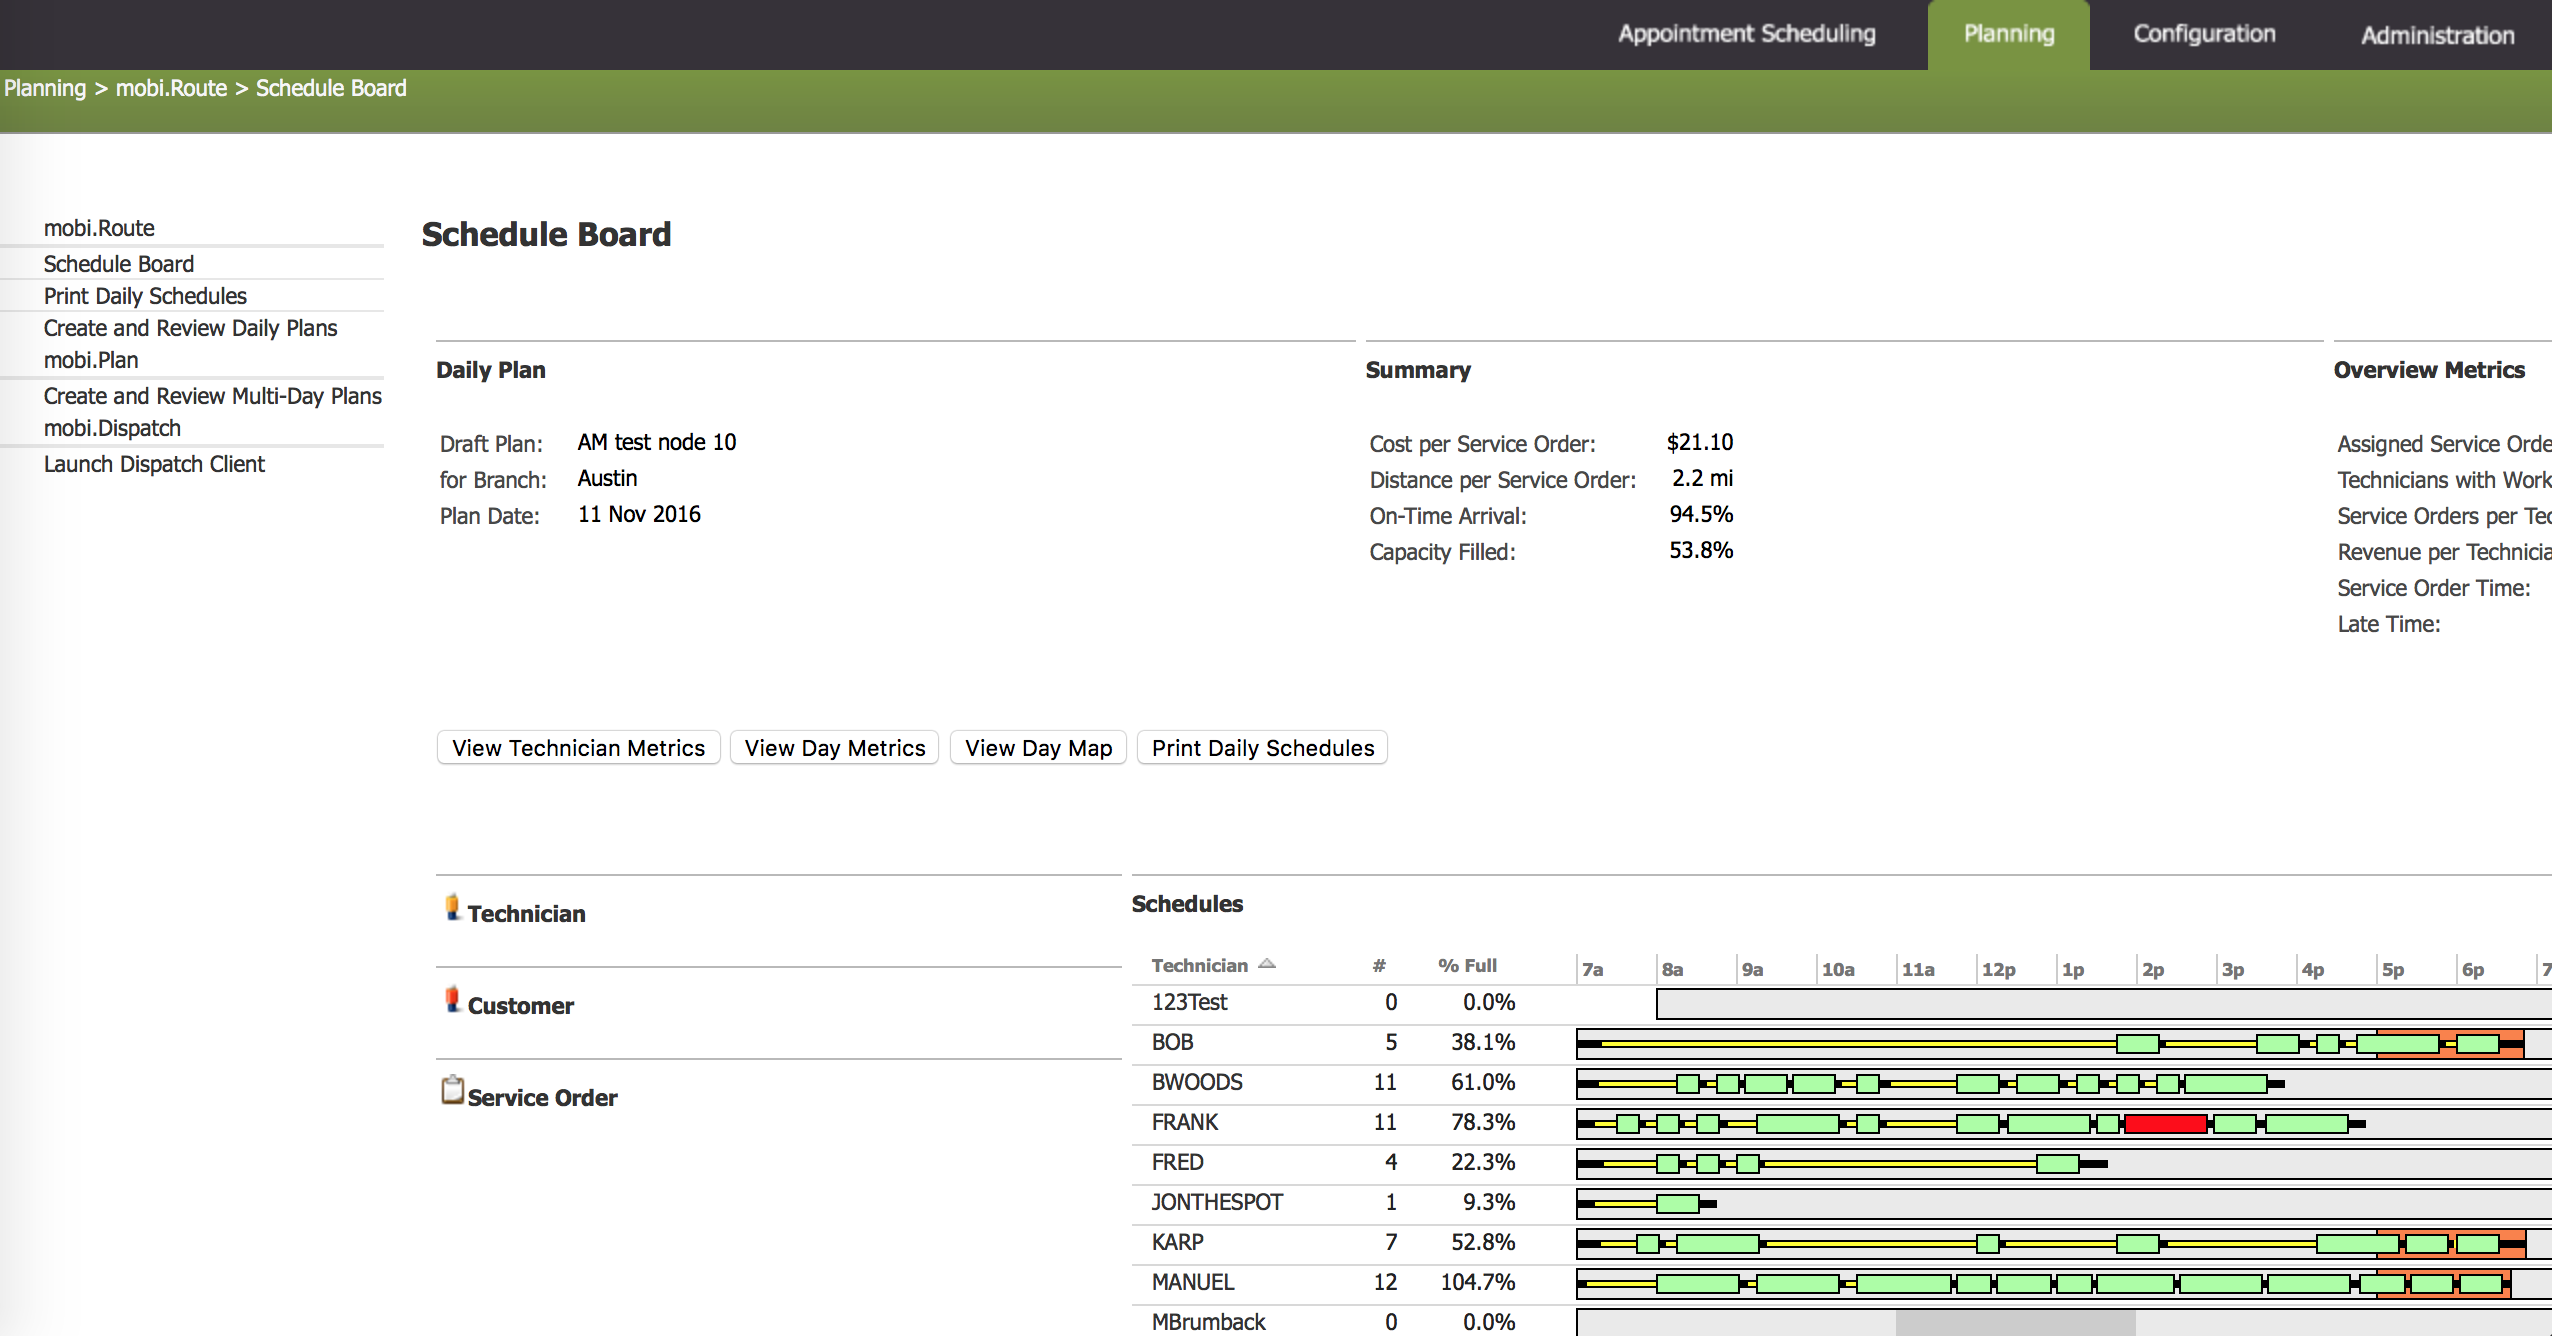 Appointment Scheduling Planning Configuration Administration
Planning > mobi.Route > Schedule Board
mobi.Route
Schedule Board
Print Daily Schedules
Create and Review Daily Plans
mobi.Plan
Create and Review Multi-Day Plans
mobi.Dispatch
Launch Dispatch Client
Schedule Board
Daily Plan
Draft Plan: AM test node 10
for Branch: Austin
Plan Date: 11 Nov 2016
Summary
Cost per Service Order: $21.10
Distance per Service Order: 2.2 mi
On-Time Arrival: 94.5%
Capacity Filled: 53.8%
Overview Metrics
Assigned Service Orde
Technicians with Work
Service Orders per Tec
Revenue per Technicia
Service Order Time:
Late Time:
View Technician Metrics View Day Metrics View Day Map Print Daily Schedules
Technician
Customer
Service Order
Schedules
Technician # % Full 7a 8a 9a 10a 11a 12p 1p 2p 3p 4p 5p 6p 7
123Test 0 0.0%
BOB 5 38.1%
BWOODS 11 61.0%
FRANK 11 78.3%
FRED 4 22.3%
JONTHESPOT 1 9.3%
KARP 7 52.8%
MANUEL 12 104.7%
MBrumback 0 0.0%